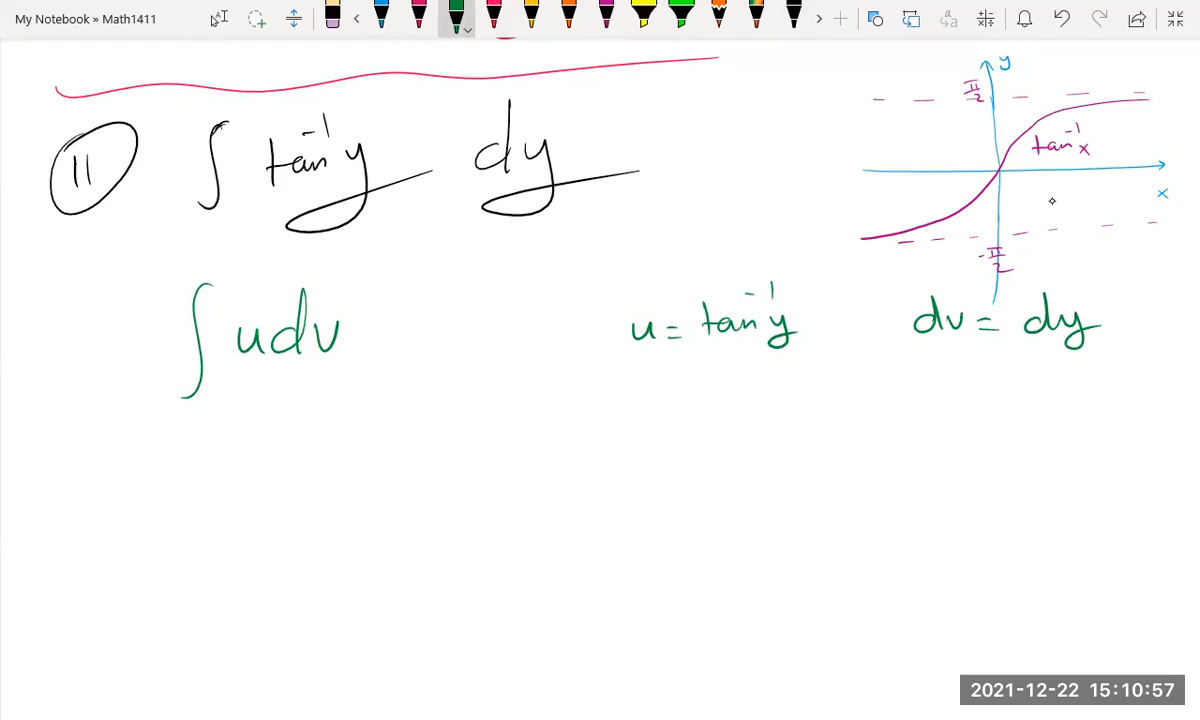 My Notebook » Math1411
11 ∫ tan⁻¹y dy
y
π/2
tan⁻¹x
x
-π/2
∫ u dv u = tan⁻¹y dv = dy
2021-12-22 15:10:57